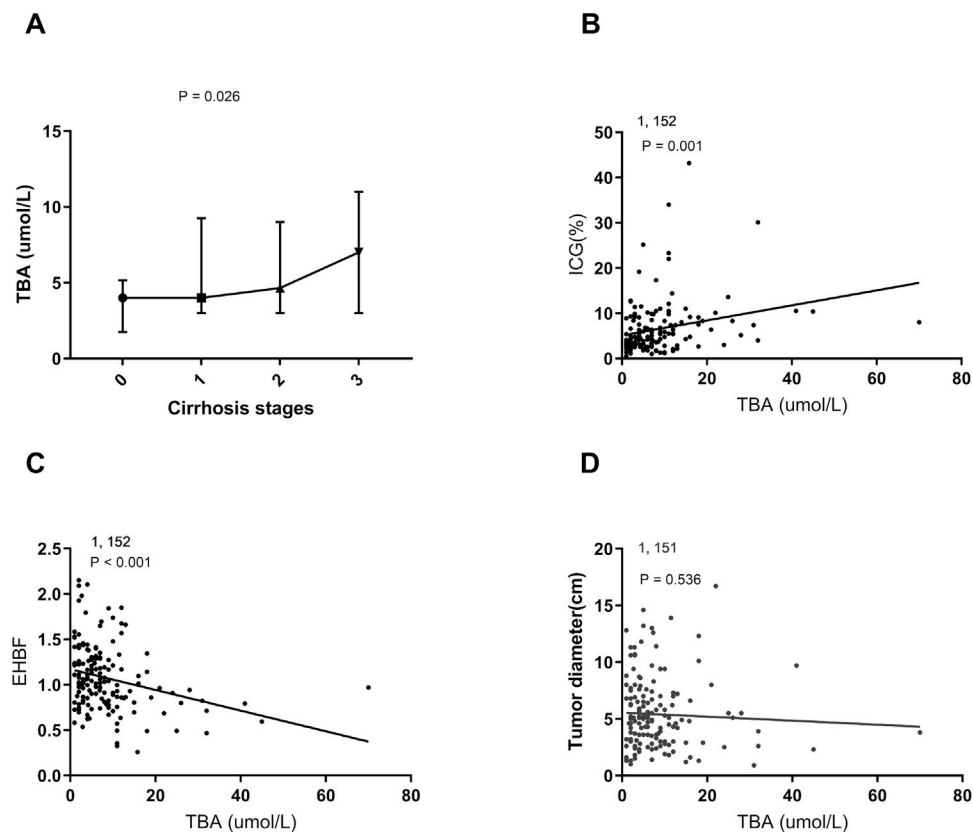 A
P = 0.026
15
10
5
0
TBA (umol/L)
0
1
2
3
Cirrhosis stages
B
1, 152
P = 0.001
50
40
30
20
10
0
ICG(%)
0
20
40
60
80
TBA (umol/L)
C
1, 152
P < 0.001
2.5
2.0
1.5
1.0
0.5
0.0
EHBF
0
20
40
60
80
TBA (umol/L)
D
1, 151
P = 0.536
20
15
10
5
0
Tumor diameter(cm)
0
20
40
60
80
TBA (umol/L)